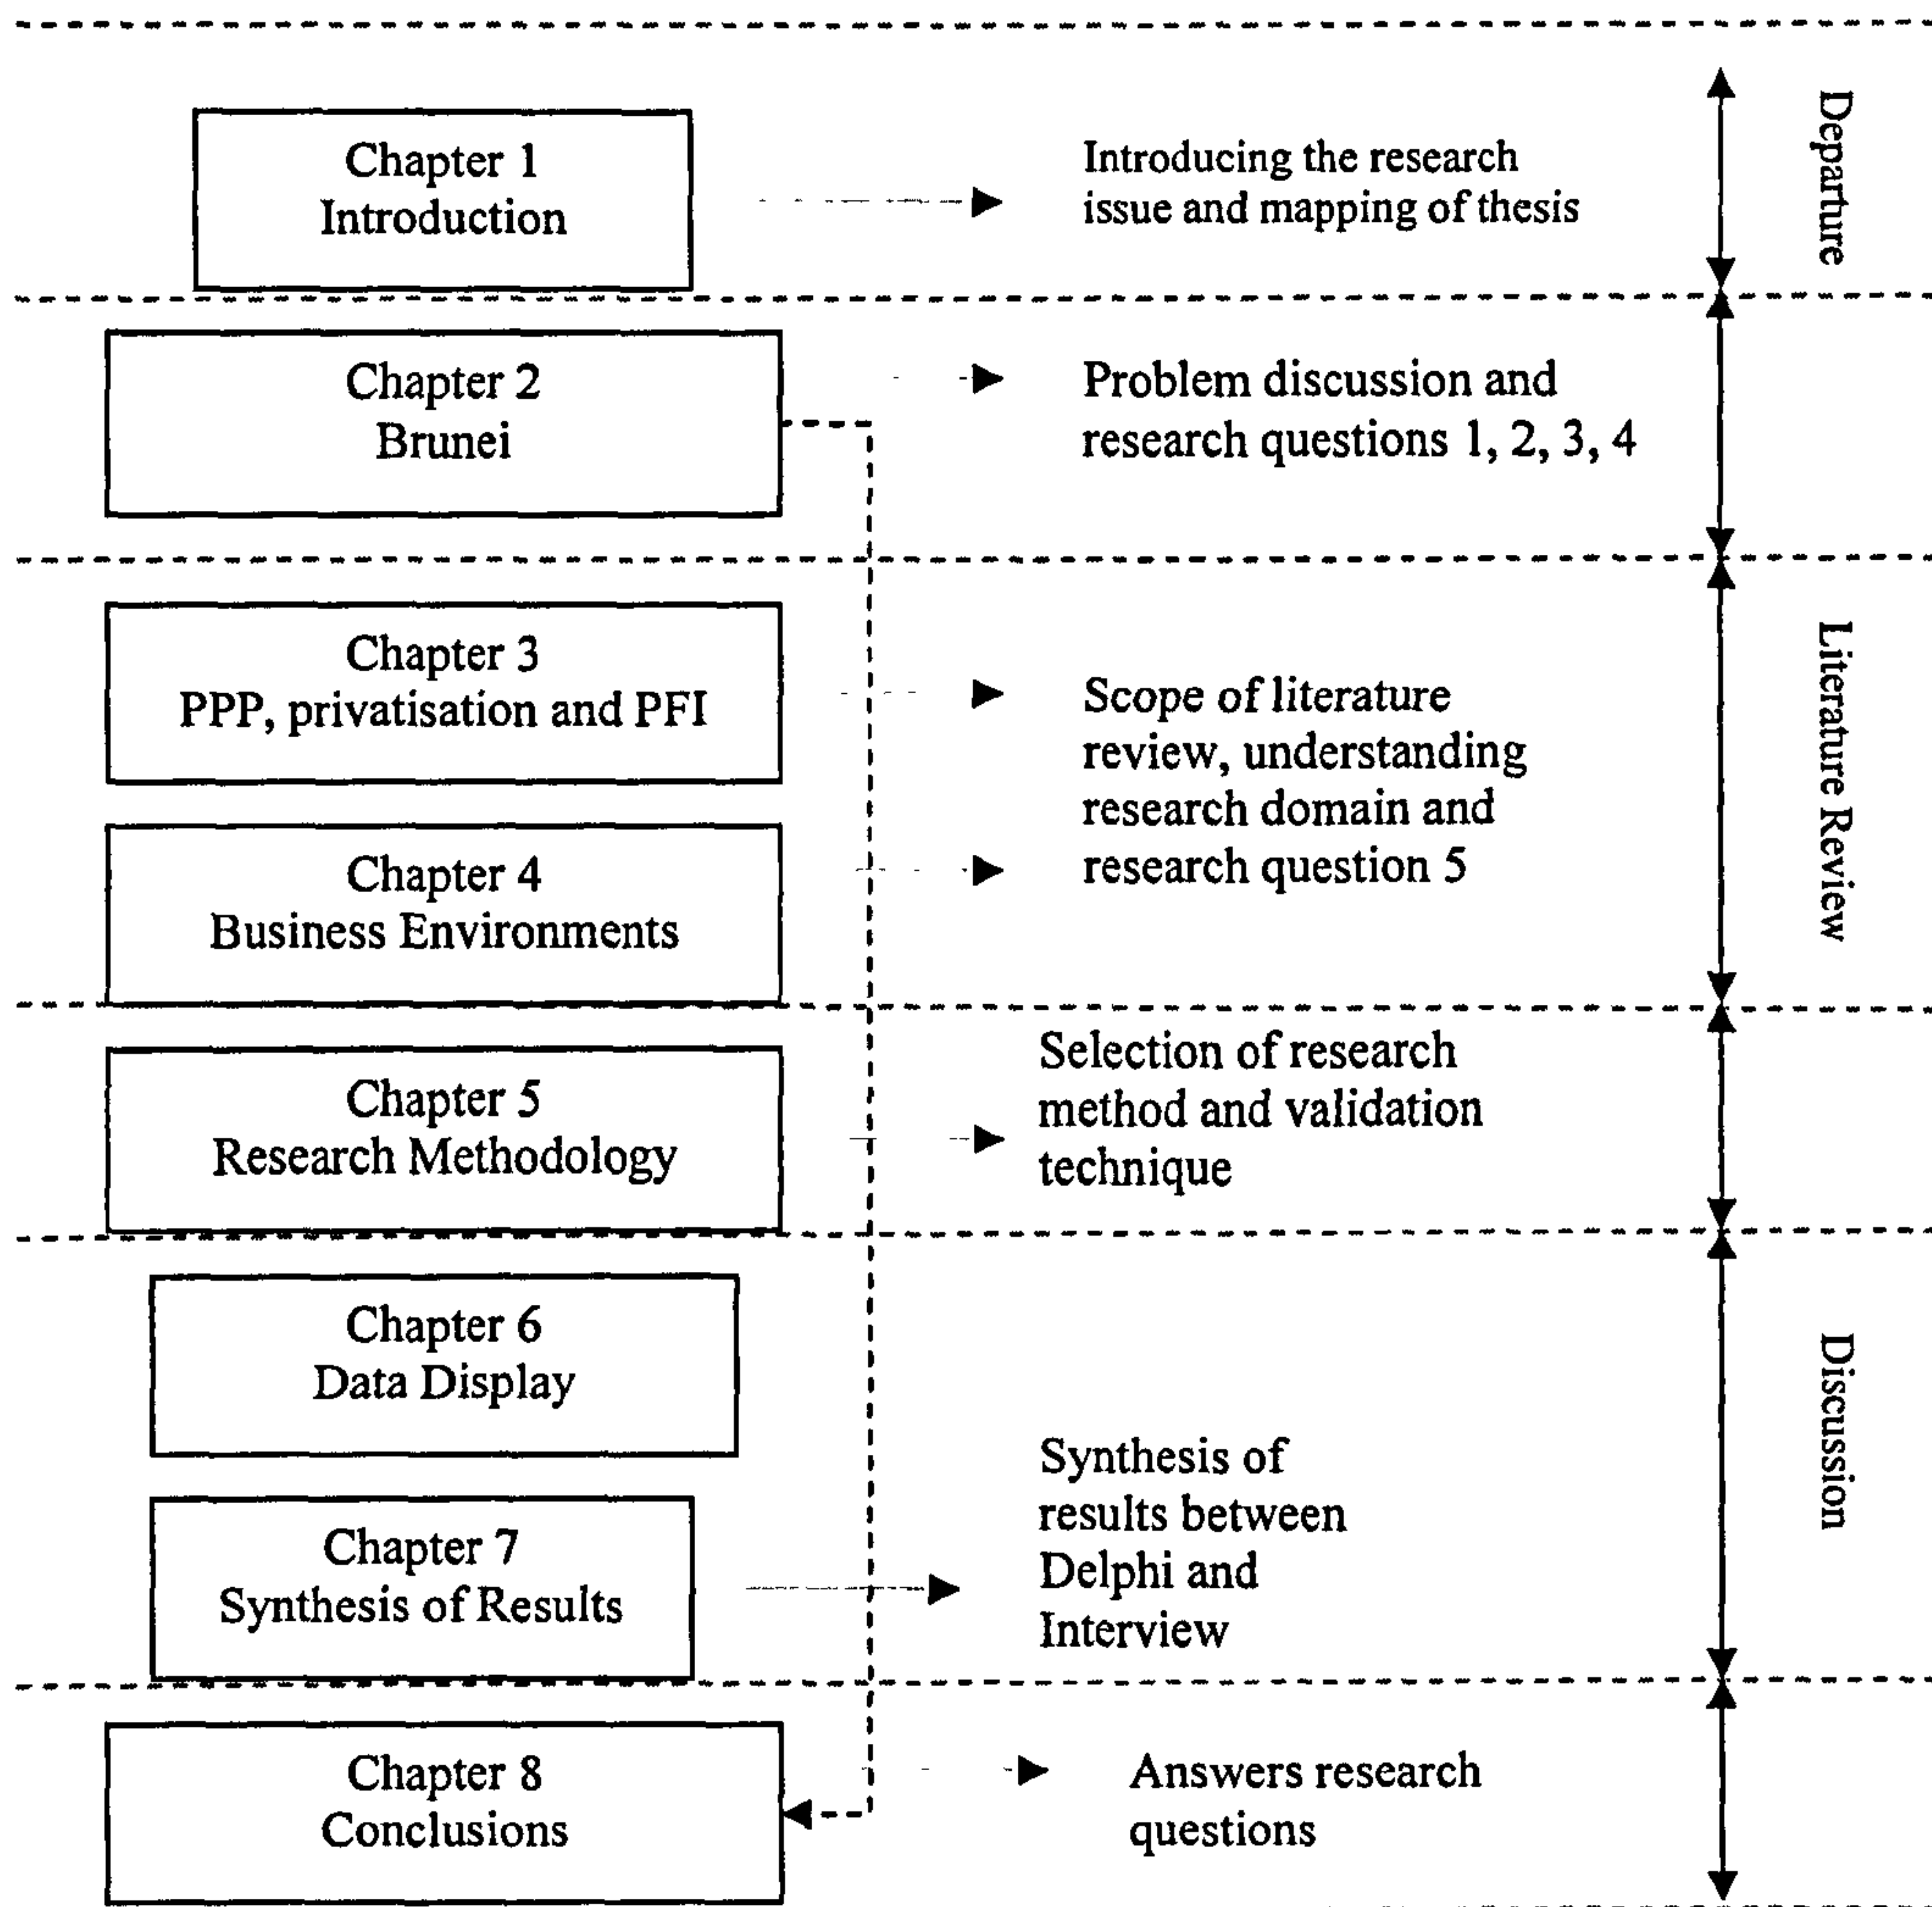 Chapter 1
Introduction
Introducing the research
issue and mapping of thesis
Departure
Chapter 2
Brunei
Problem discussion and
research questions 1, 2, 3, 4
Chapter 3
PPP, privatisation and PFI
Chapter 4
Business Environments
Scope of literature
review, understanding
research domain and
research question 5
Literature Review
Chapter 5
Research Methodology
Selection of research
method and validation
technique
Chapter 6
Data Display
Chapter 7
Synthesis of Results
Synthesis of
results between
Delphi and
Interview
Discussion
Chapter 8
Conclusions
Answers research
questions